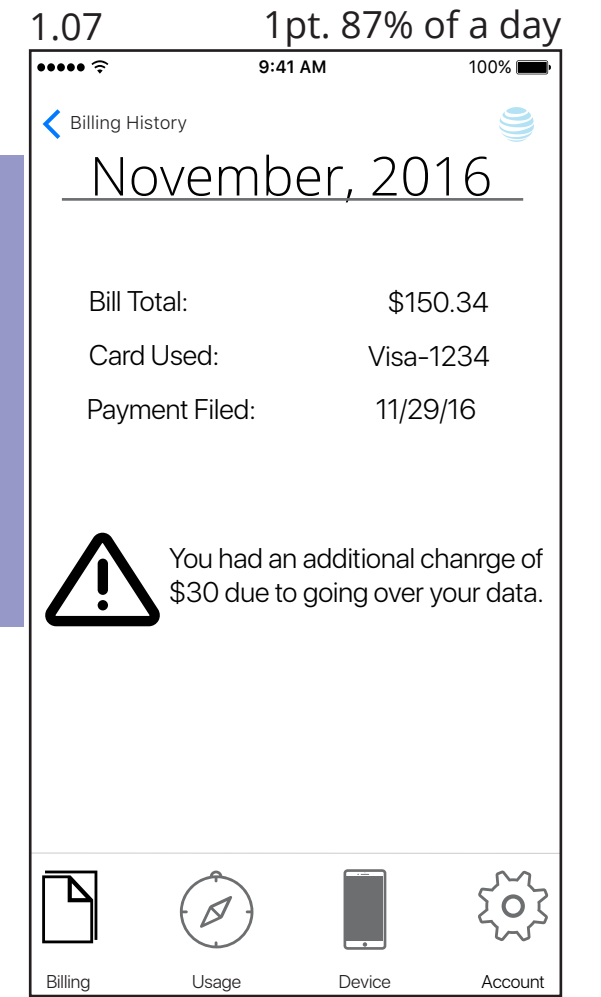 1.07 1pt. 87% of a day
9:41 AM 100%
Billing History
November, 2016
Bill Total: $150.34
Card Used: Visa-1234
Payment Filed: 11/29/16
You had an additional chanrge of
$30 due to going over your data.
Billing Usage Device Account